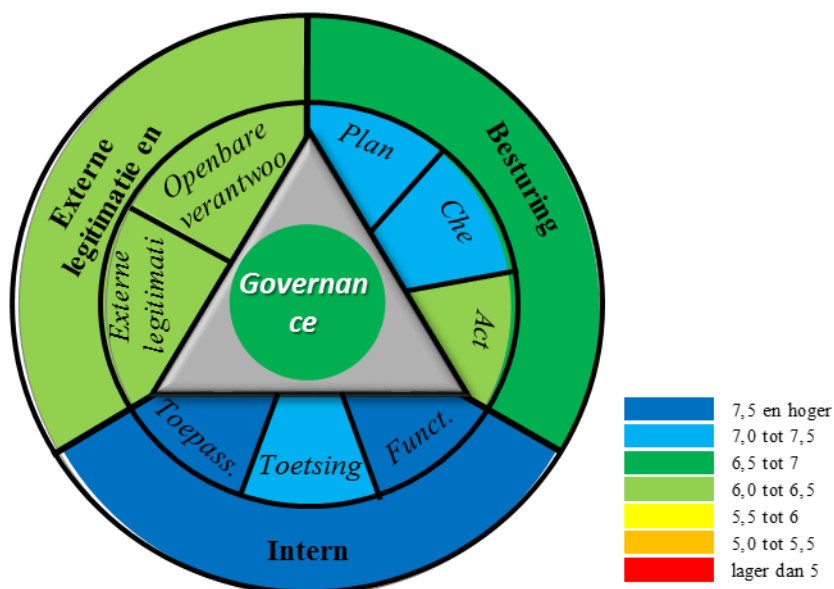 Externe
legitimatie en
Openbare
verantwoo
Externe
legitimati
Plan
Che
Act
Besturing
Governan
ce
Toepass.
Toetsing
Funct.
Intern
7,5 en hoger
7,0 tot 7,5
6,5 tot 7
6,0 tot 6,5
5,5 tot 6
5,0 tot 5,5
lager dan 5